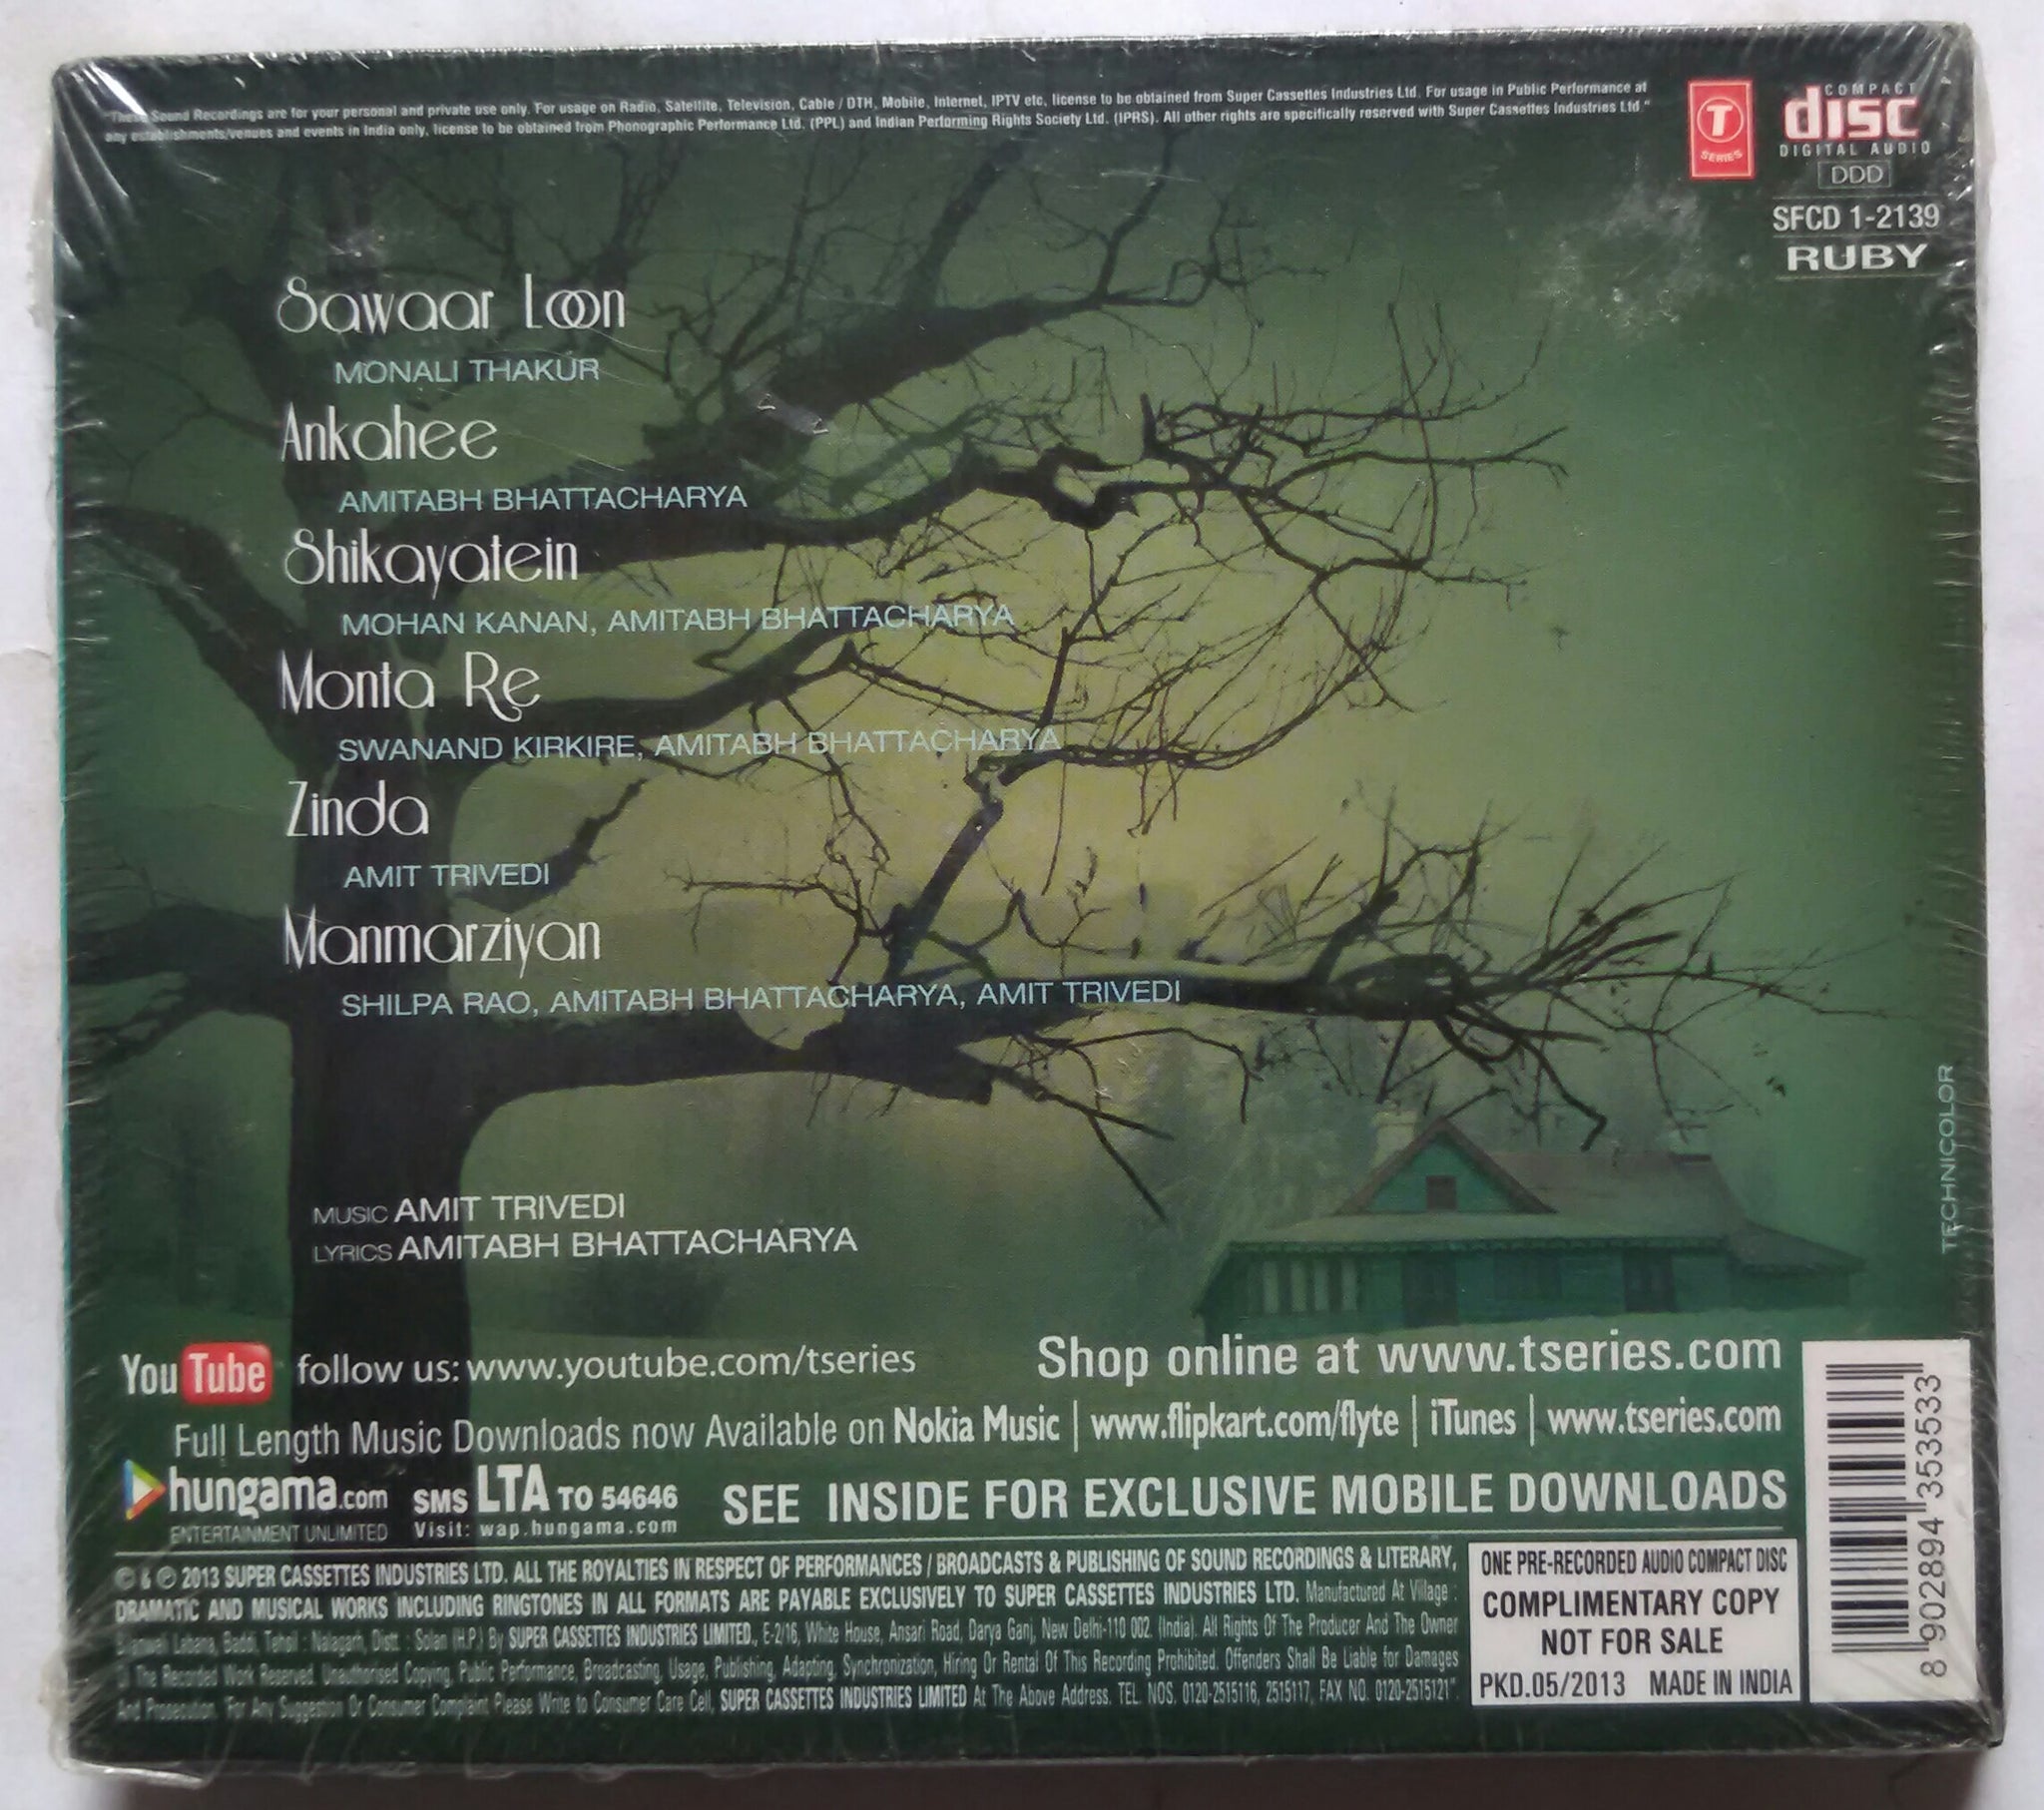 "These Sound Recordings are for your personal and private use only. For usage on Radio, Satellite, Television, Cable / DTH, Mobile, Internet, IPTV etc, license to be obtained from Super Cassettes Industries Ltd. For usage in Public Performance at
any establishments/venues and events in India only, license to be obtained from Phonographic Performance Ltd. (PPL) and Indian Performing Rights Society Ltd. (IPRS). All other rights are specifically reserved with Super Cassettes Industries Ltd."
T SERIES
COMPACT
disc
DIGITAL AUDIO
DDD
SFCD 1-2139
RUBY
Sawaar Loon
MONALI THAKUR
Ankahee
AMITABH BHATTACHARYA
Shikayatein
MOHAN KANAN, AMITABH BHATTACHARYA
Monta Re
SWANAND KIRKIRE, AMITABH BHATTACHARYA
Zinda
AMIT TRIVEDI
Manmarziyan
SHILPA RAO, AMITABH BHATTACHARYA, AMIT TRIVEDI
TECHNICOLOR
MUSIC AMIT TRIVEDI
LYRICS AMITABH BHATTACHARYA
YouTube follow us: www.youtube.com/tseries Shop online at www.tseries.com
Full Length Music Downloads now Available on Nokia Music | www.flipkart.com/flyte | iTunes | www.tseries.com
hungama.com SMS LTA TO 54646 SEE INSIDE FOR EXCLUSIVE MOBILE DOWNLOADS
ENTERTAINMENT UNLIMITED Visit: wap.hungama.com
© & ℗ 2013 SUPER CASSETTES INDUSTRIES LTD. ALL THE ROYALTIES IN RESPECT OF PERFORMANCES / BROADCASTS & PUBLISHING OF SOUND RECORDINGS & LITERARY,
DRAMATIC AND MUSICAL WORKS INCLUDING RINGTONES IN ALL FORMATS ARE PAYABLE EXCLUSIVELY TO SUPER CASSETTES INDUSTRIES LTD. Manufactured At Village :
Labana, Baddi, Tehsil : Nalagarh, Distt : Solan (H.P.) By SUPER CASSETTES INDUSTRIES LIMITED., E-2/16, White House, Ansari Road, Darya Ganj, New Delhi-110 002. (India). All Rights Of The Producer And The Owner
The Recorded Work Reserved. Unauthorised Copying, Public Performance, Broadcasting, Usage, Publishing, Adapting, Synchronization, Hiring Or Rental Of This Recording Prohibited. Offenders Shall Be Liable for Damages
And Prosecution. "For Any Suggestion Or Consumer Complaint Please Write to Consumer Care Cell, SUPER CASSETTES INDUSTRIES LIMITED At The Above Address. TEL. NOS. 0120-2515116, 2515117, FAX NO. 0120-2515121"
ONE PRE-RECORDED AUDIO COMPACT DISC
COMPLIMENTARY COPY
NOT FOR SALE
PKD.05/2013 MADE IN INDIA
8 902894 353533